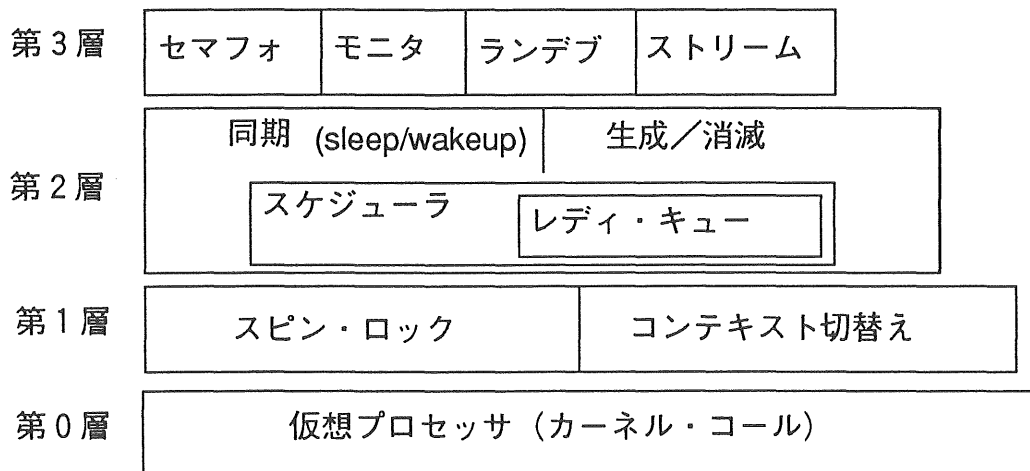 第3層 セマフォ モニタ ランデブ ストリーム
同期 (sleep/wakeup) 生成／消滅
第2層
スケジューラ
レディ・キュー
第1層 スピン・ロック コンテキスト切替え
第0層 仮想プロセッサ（カーネル・コール）